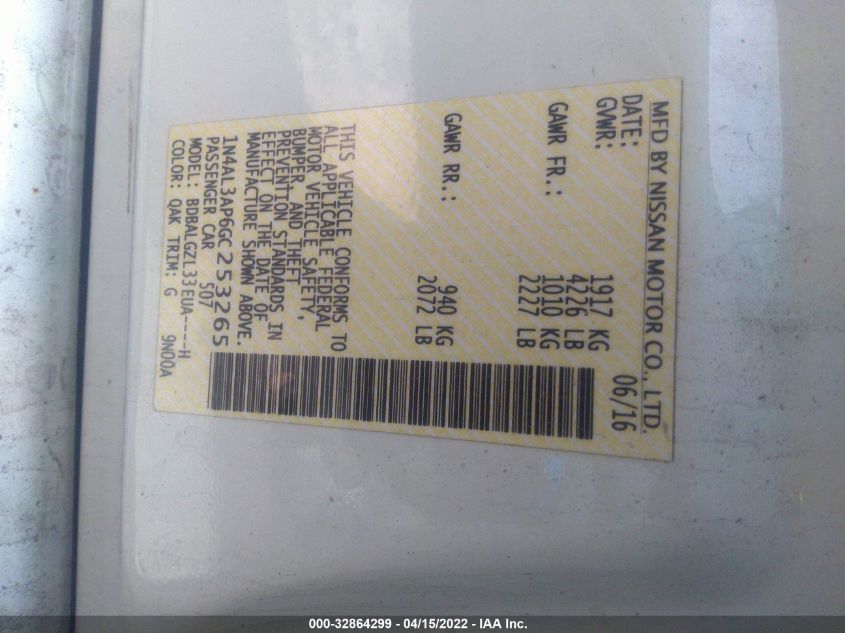 MFD BY NISSAN MOTOR CO., LTD.
DATE: 06/16
GVWR: 1917 KG
4226 LB
GAWR FR.: 1010 KG
2227 LB
GAWR RR.: 940 KG
2072 LB
THIS VEHICLE CONFORMS TO
ALL APPLICABLE FEDERAL
MOTOR VEHICLE SAFETY,
BUMPER, AND THEFT
PREVENTION STANDARDS IN
EFFECT ON THE DATE OF
MANUFACTURE SHOWN ABOVE.
1N4AL3AP6GC253265
PASSENGER CAR 507
MODEL: BDBALGZL33EUA----H
COLOR: QAK TRIM: G 9N00A
000-32864299 - 04/15/2022 - IAA Inc.